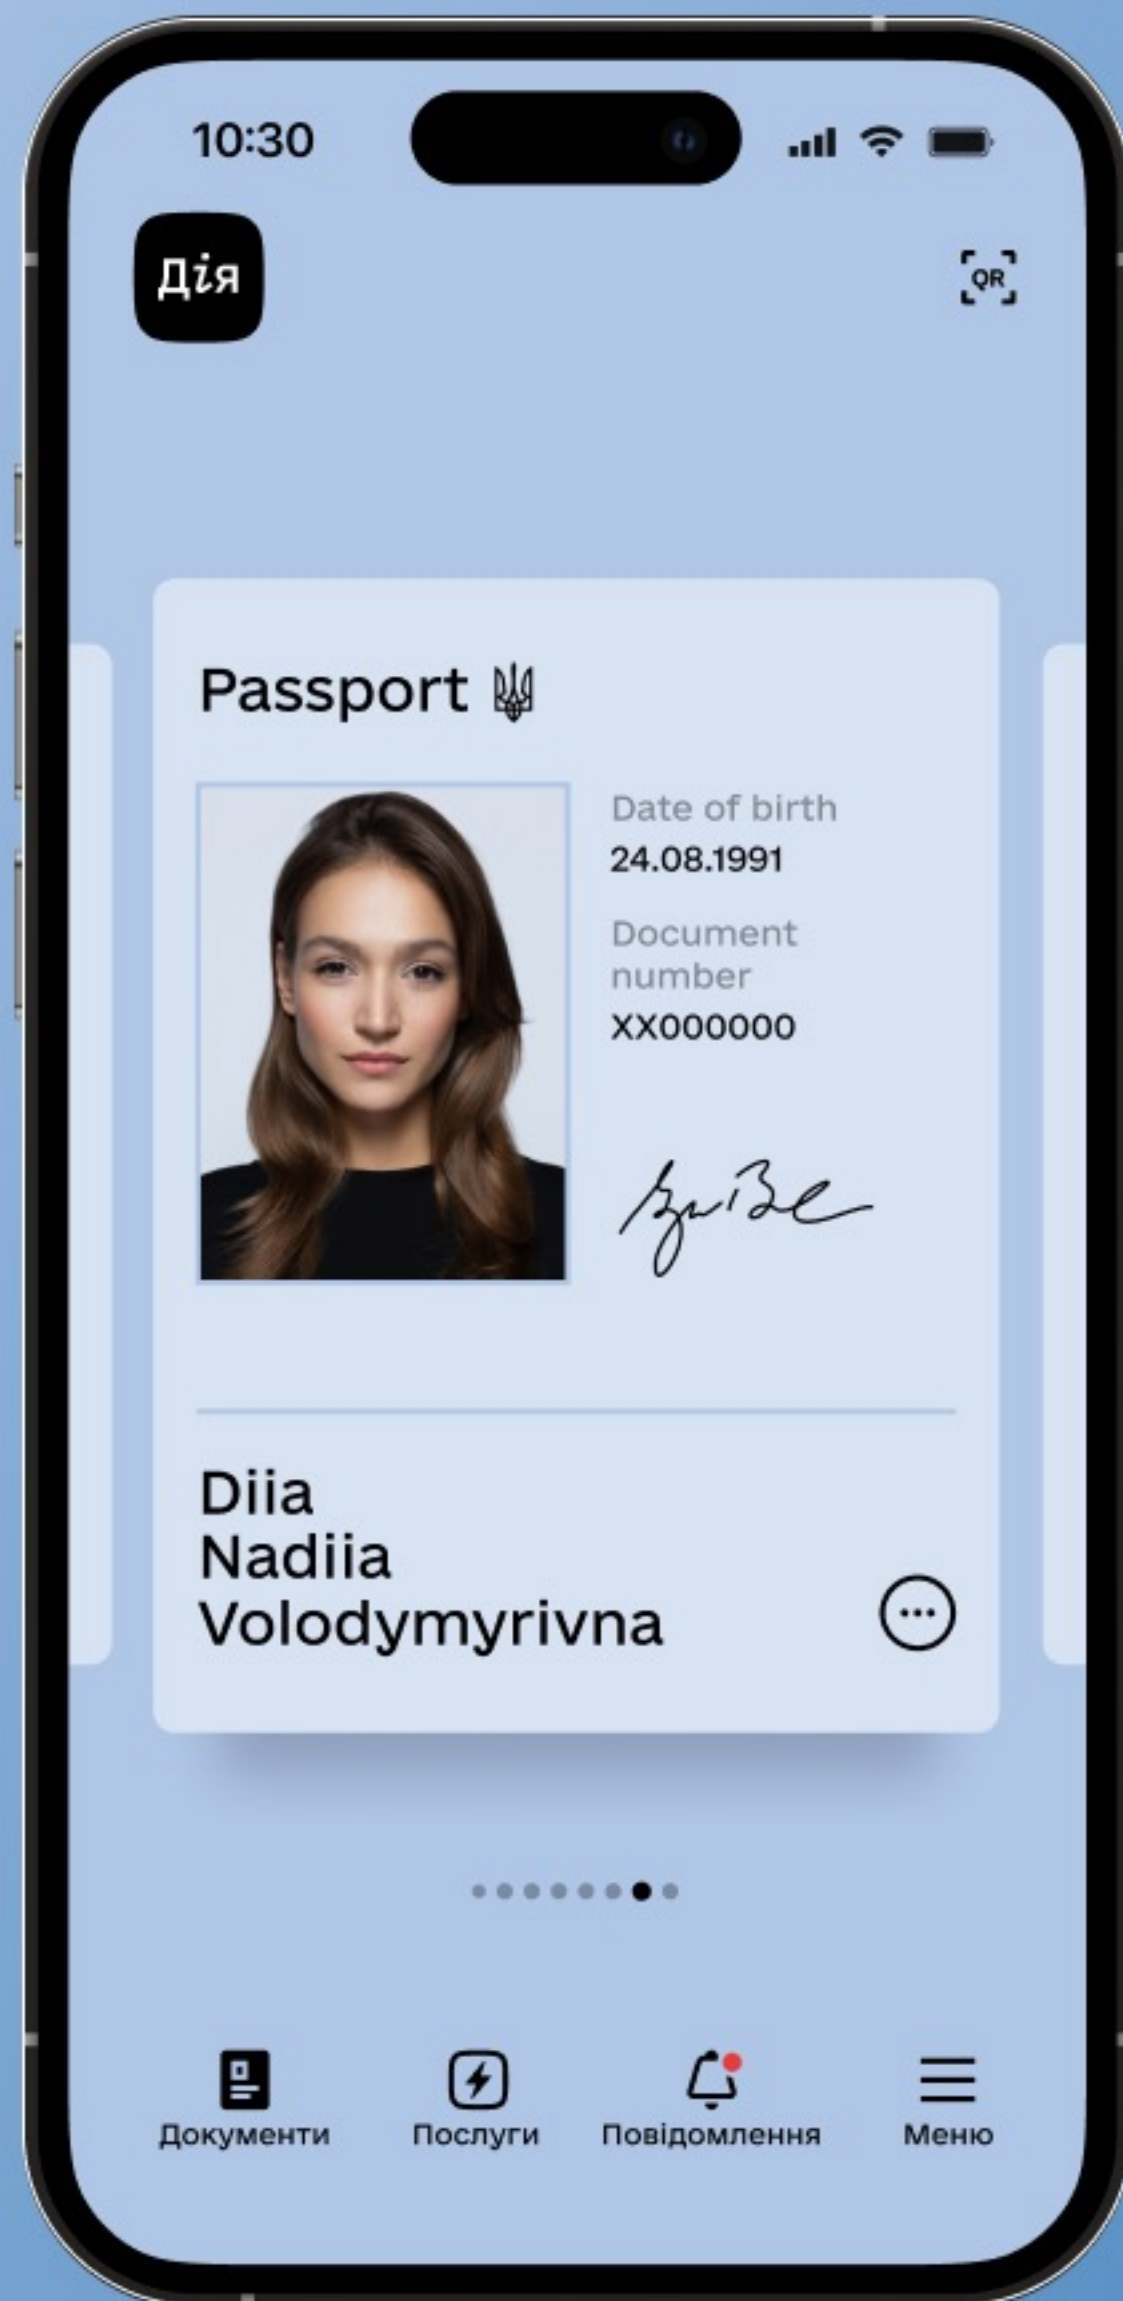 10:30
Дія
QR
Passport
Date of birth
24.08.1991
Document
number
XX000000
Diia
Nadiia
Volodymyrivna
Документи
Послуги
Повідомлення
Меню